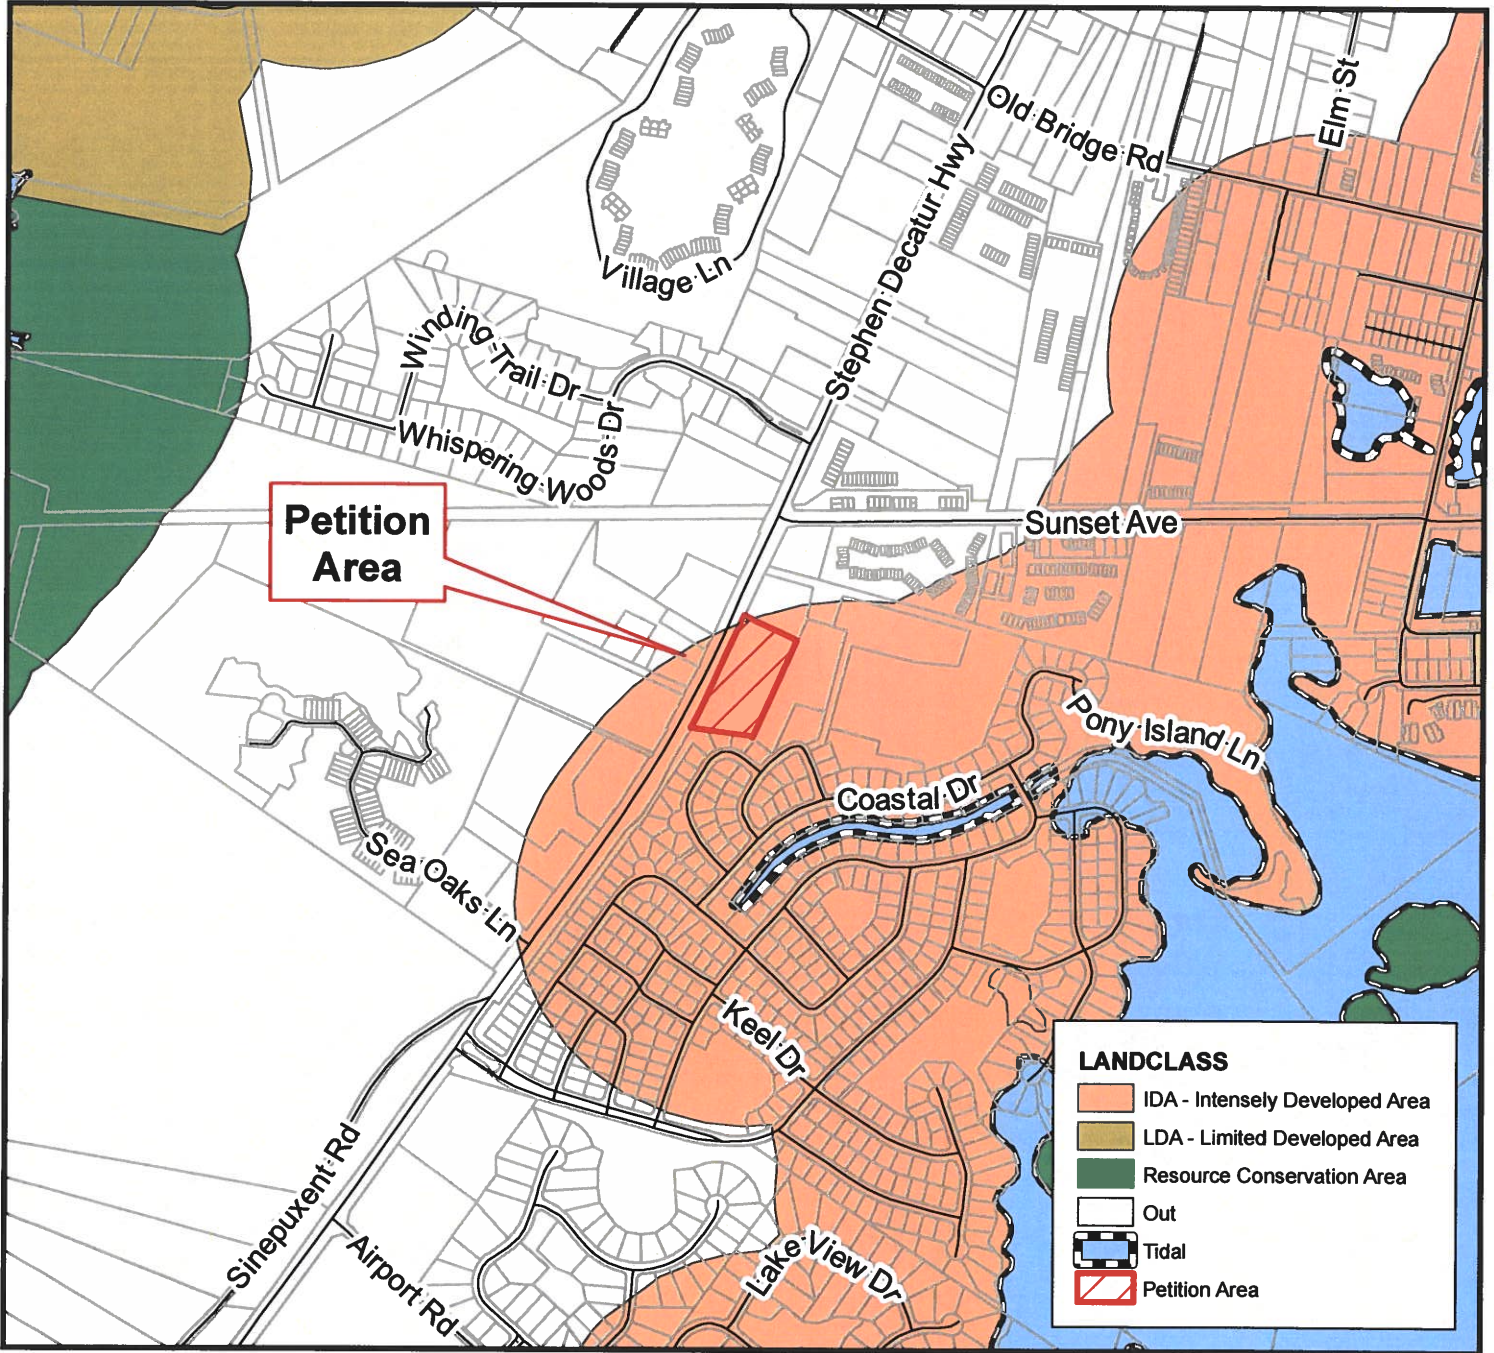 Old Bridge Rd
Elm St
Stephen Decatur Hwy
Village Ln
Winding Trail Dr
Whispering Woods Dr
Petition
Area
Sunset Ave
Pony Island Ln
Coastal Dr
Sea Oaks Ln
Keel Dr
Sinepuxent Rd
Airport Rd
Lake View Dr
LANDCLASS
IDA - Intensely Developed Area
LDA - Limited Developed Area
Resource Conservation Area
Out
Tidal
Petition Area